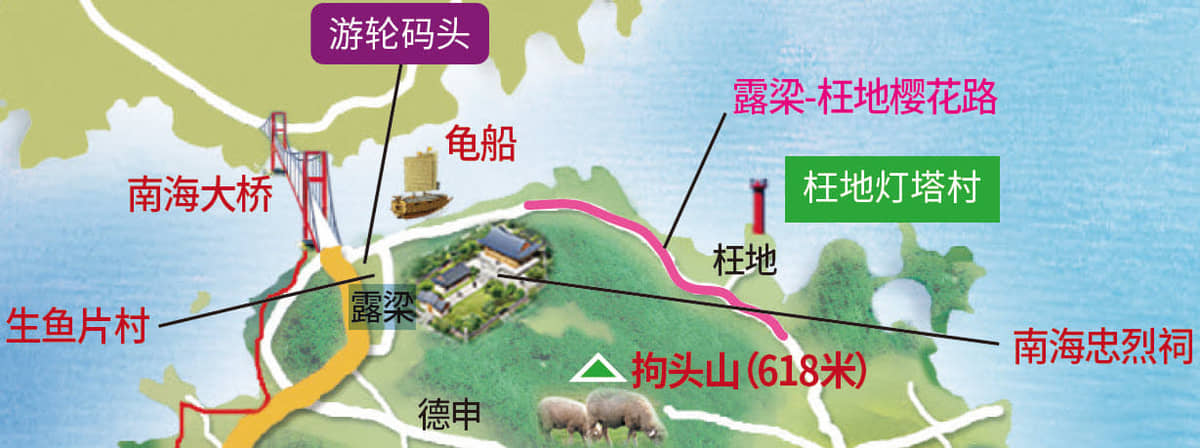 游轮码头
露梁-枉地樱花路
龟船
枉地灯塔村
南海大桥
枉地
露梁
生鱼片村
南海忠烈祠
拘头山（618米）
德申